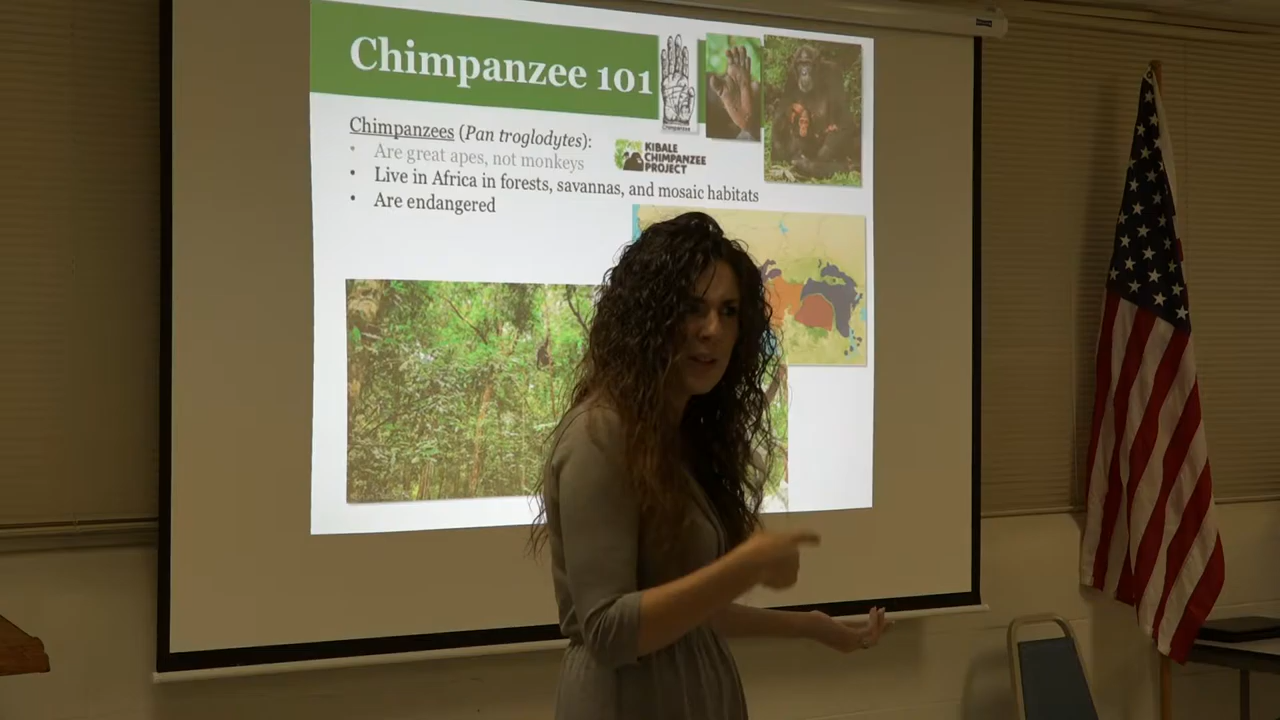 Chimpanzee 101
Chimpanzee
Chimpanzees (Pan troglodytes):
• Are great apes, not monkeys
KIBALE
CHIMPANZEE
PROJECT
• Live in Africa in forests, savannas, and mosaic habitats
• Are endangered